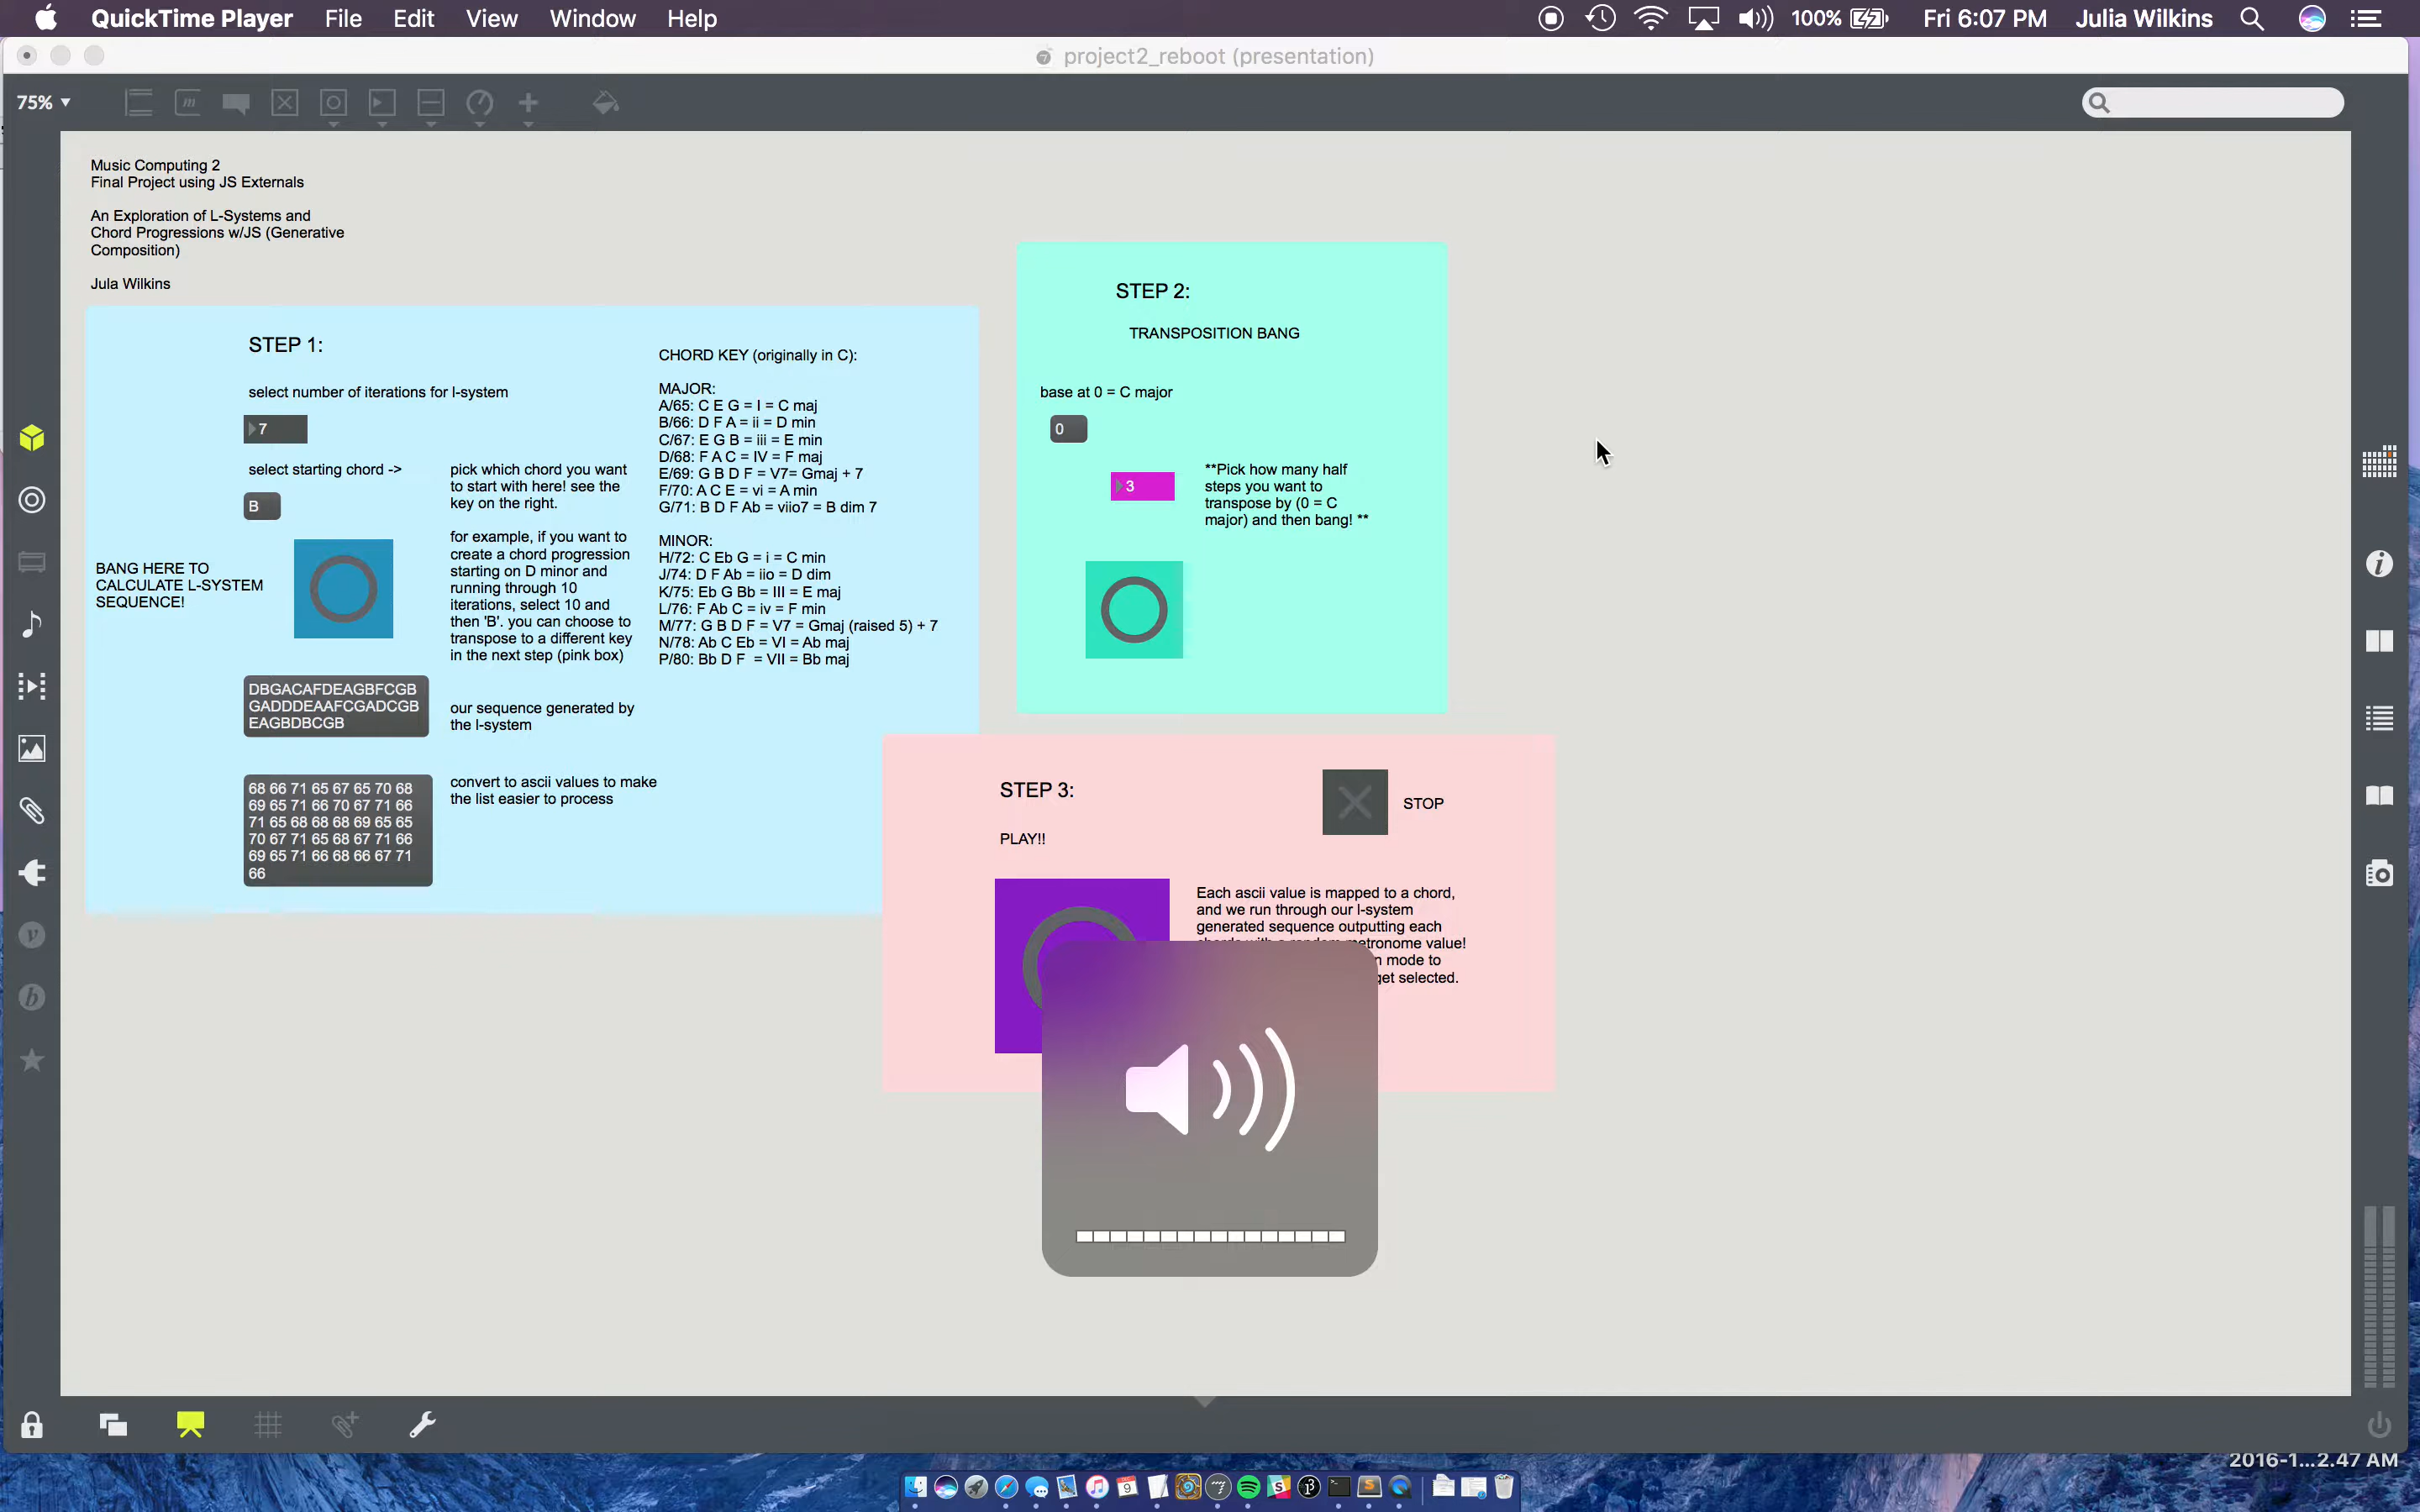 QuickTime Player File Edit View Window Help 100% Fri 6:07 PM Julia Wilkins
project2_reboot (presentation)
75%
Music Computing 2
Final Project using JS Externals
An Exploration of L-Systems and
Chord Progressions w/JS (Generative
Composition)
Jula Wilkins
STEP 1:
select number of iterations for l-system
7
select starting chord ->
B
pick which chord you want
to start with here! see the
key on the right.
for example, if you want to
create a chord progression
starting on D minor and
running through 10
iterations, select 10 and
then 'B'. you can choose to
transpose to a different key
in the next step (pink box)
BANG HERE TO
CALCULATE L-SYSTEM
SEQUENCE!
DBGACAFDEAGBFCGB
GADDDEAAFCGADCGB
EAGBDBCGB
our sequence generated by
the l-system
68 66 71 65 67 65 70 68
69 65 71 66 70 67 71 66
71 65 68 68 68 69 65 65
70 67 71 65 68 67 71 66
69 65 71 66 68 66 67 71
66
convert to ascii values to make
the list easier to process
CHORD KEY (originally in C):
MAJOR:
A/65: C E G = I = C maj
B/66: D F A = ii = D min
C/67: E G B = iii = E min
D/68: F A C = IV = F maj
E/69: G B D F = V7= Gmaj + 7
F/70: A C E = vi = A min
G/71: B D F Ab = viio7 = B dim 7
MINOR:
H/72: C Eb G = i = C min
J/74: D F Ab = iio = D dim
K/75: Eb G Bb = III = E maj
L/76: F Ab C = iv = F min
M/77: G B D F = V7 = Gmaj (raised 5) + 7
N/78: Ab C Eb = VI = Ab maj
P/80: Bb D F = VII = Bb maj
STEP 2:
TRANSPOSITION BANG
base at 0 = C major
0
3
**Pick how many half
steps you want to
transpose by (0 = C
major) and then bang! **
STEP 3:
STOP
PLAY!!
Each ascii value is mapped to a chord,
and we run through our l-system
generated sequence outputting each
metronome value!
mode to
get selected.
2016-1...2.47 AM